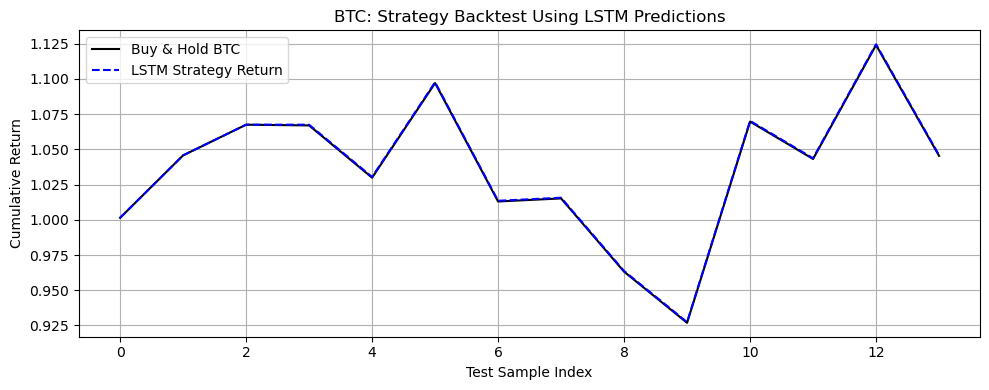 BTC: Strategy Backtest Using LSTM Predictions
Buy & Hold BTC
LSTM Strategy Return
Cumulative Return
1.125
1.100
1.075
1.050
1.025
1.000
0.975
0.950
0.925
0 2 4 6 8 10 12
Test Sample Index